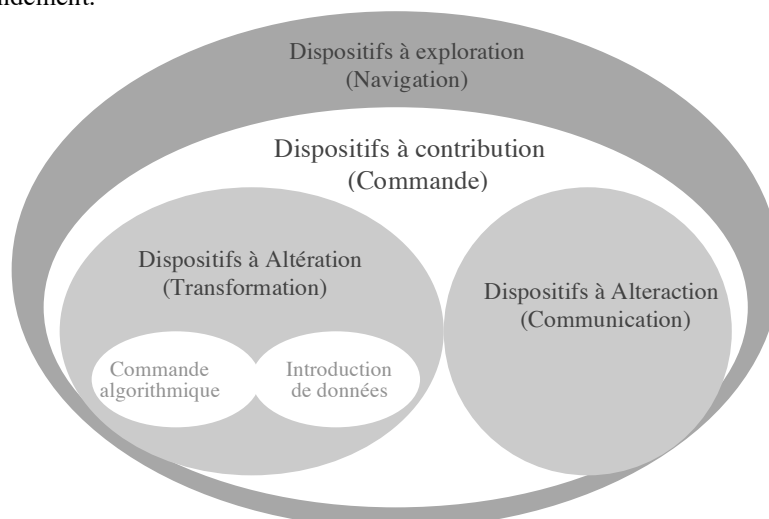 Dispositifs à exploration
(Navigation)
Dispositifs à contribution
(Commande)
Dispositifs à Altération
(Transformation)
Dispositifs à Alteraction
(Communication)
Commande
algorithmique
Introduction
de données